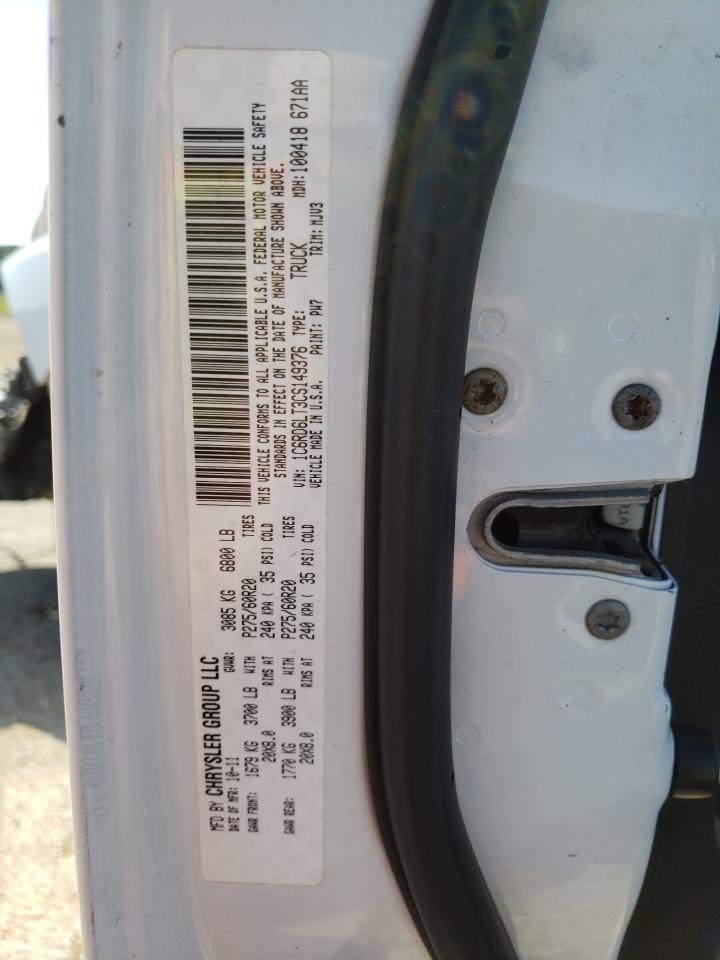 MFD BY CHRYSLER GROUP LLC
DATE OF MFR: 10-11 GVWR: 3085 KG 6800 LB
GAWR FRONT: 1679 KG 3700 LB WITH P275/60R20 TIRES
20X8.0 RIMS AT 240 KPA ( 35 PSI) COLD
GAWR REAR: 1770 KG 3900 LB WITH P275/60R20 TIRES
20X8.0 RIMS AT 240 KPA ( 35 PSI) COLD
THIS VEHICLE CONFORMS TO ALL APPLICABLE U.S.A. FEDERAL MOTOR VEHICLE SAFETY
STANDARDS IN EFFECT ON THE DATE OF MANUFACTURE SHOWN ABOVE.
VIN: 1C6RD6LT3CS149376 TYPE: TRUCK MDH: 100418 671AA
VEHICLE MADE IN U.S.A. PAINT: PW7 TRIM: MJV3